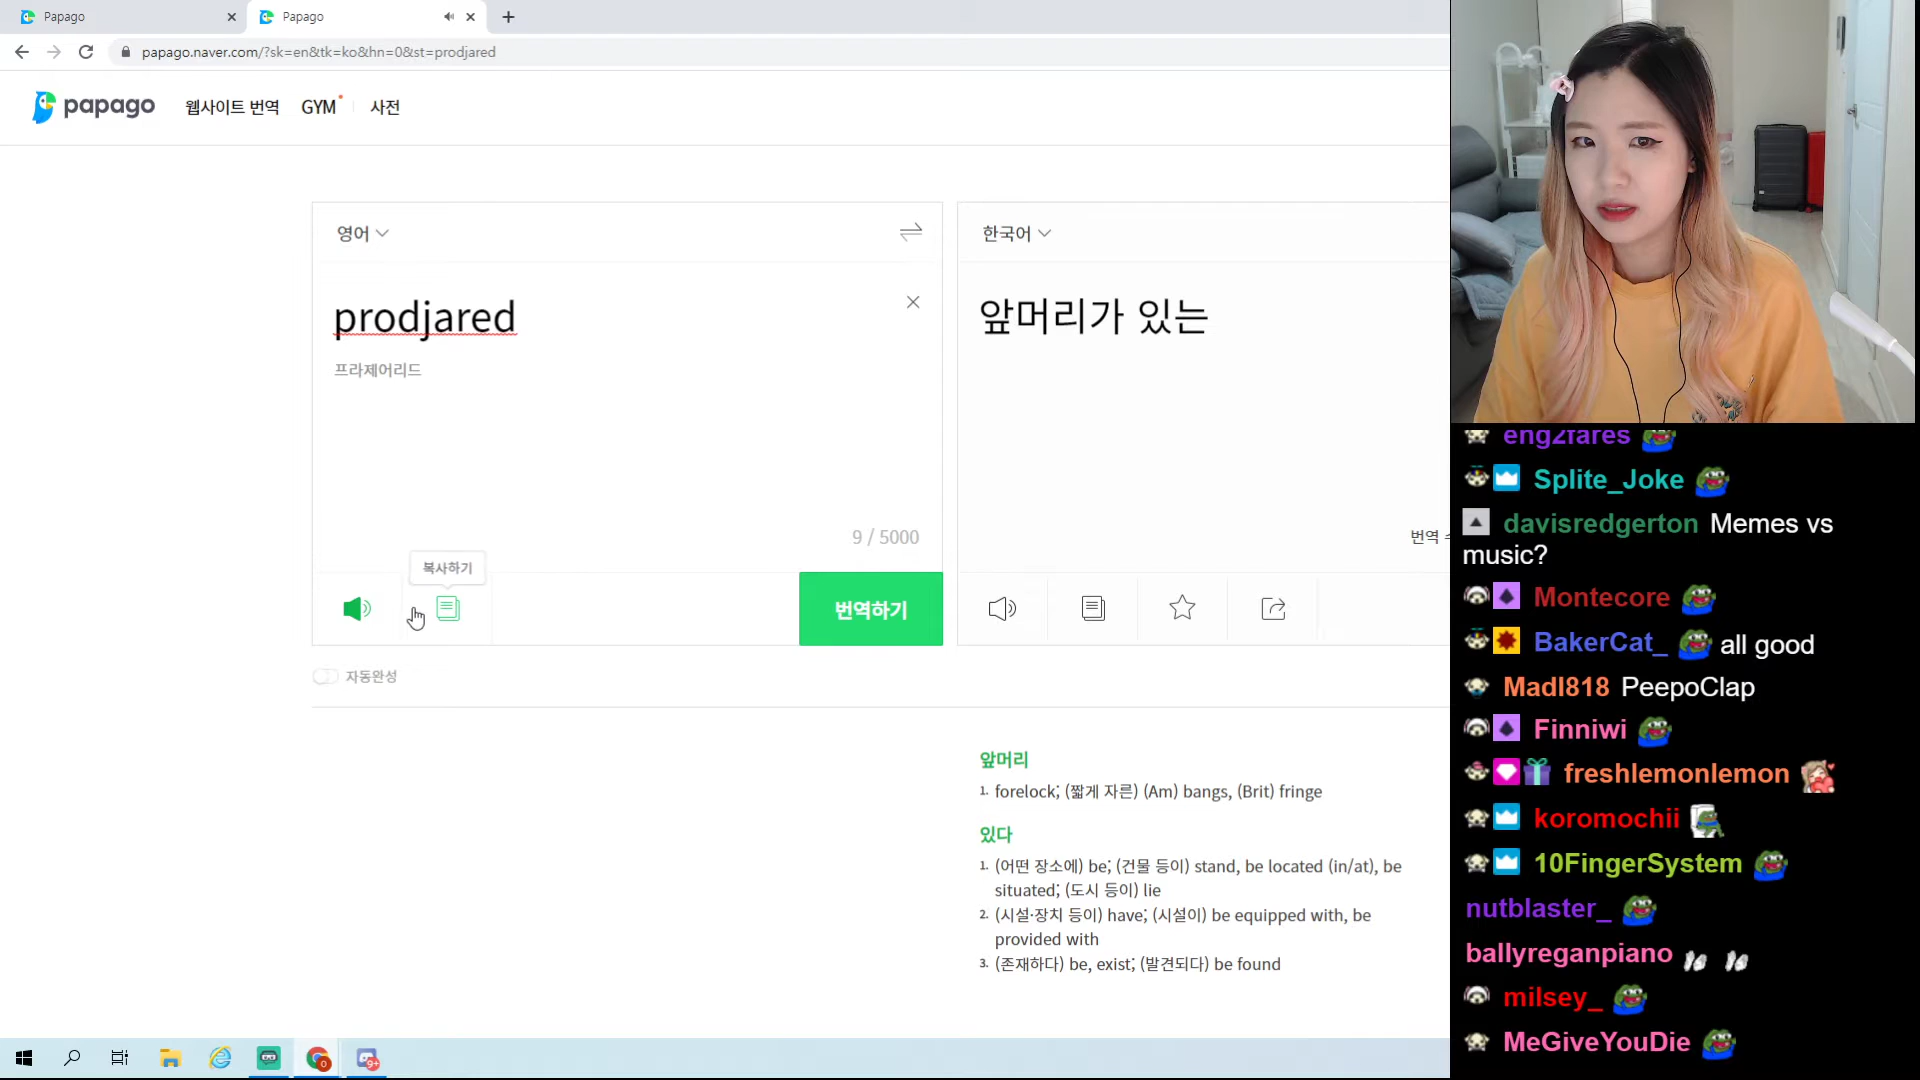 Papago
Papago
papago.naver.com/?sk=en&tk=ko&hn=0&st=prodjared
papago
웹사이트 번역
GYM
사전
영어
prodjared
프라제어리드
9 / 5000
복사하기
번역하기
자동완성
한국어
앞머리가 있는
번역
앞머리
1. forelock; (짧게 자른) (Am) bangs, (Brit) fringe
있다
1. (어떤 장소에) be; (건물 등이) stand, be located (in/at), be
situated; (도시 등이) lie
2. (시설·장치 등이) have; (시설이) be equipped with, be
provided with
3. (존재하다) be, exist; (발견되다) be found
9+
eng2fares
Splite_Joke
davisredgerton Memes vs
music?
Montecore
BakerCat_ all good
Madl818 PeepoClap
Finniwi
freshlemonlemon
koromochii
10FingerSystem
nutblaster_
ballyreganpiano
milsey_
MeGiveYouDie